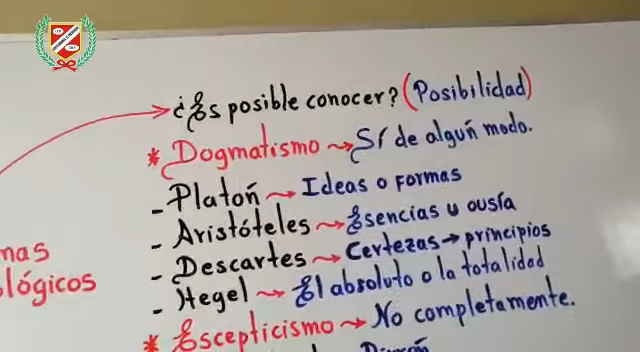 ¿Es posible conocer? (Posibilidad)
* Dogmatismo → Sí de algún modo.
- Platón → Ideas o formas
- Aristóteles → Esencias u ousía
- Descartes → Certezas → principios
- Hegel → El absoluto o la totalidad
* Escepticismo → No completamente.
mas
lógicos